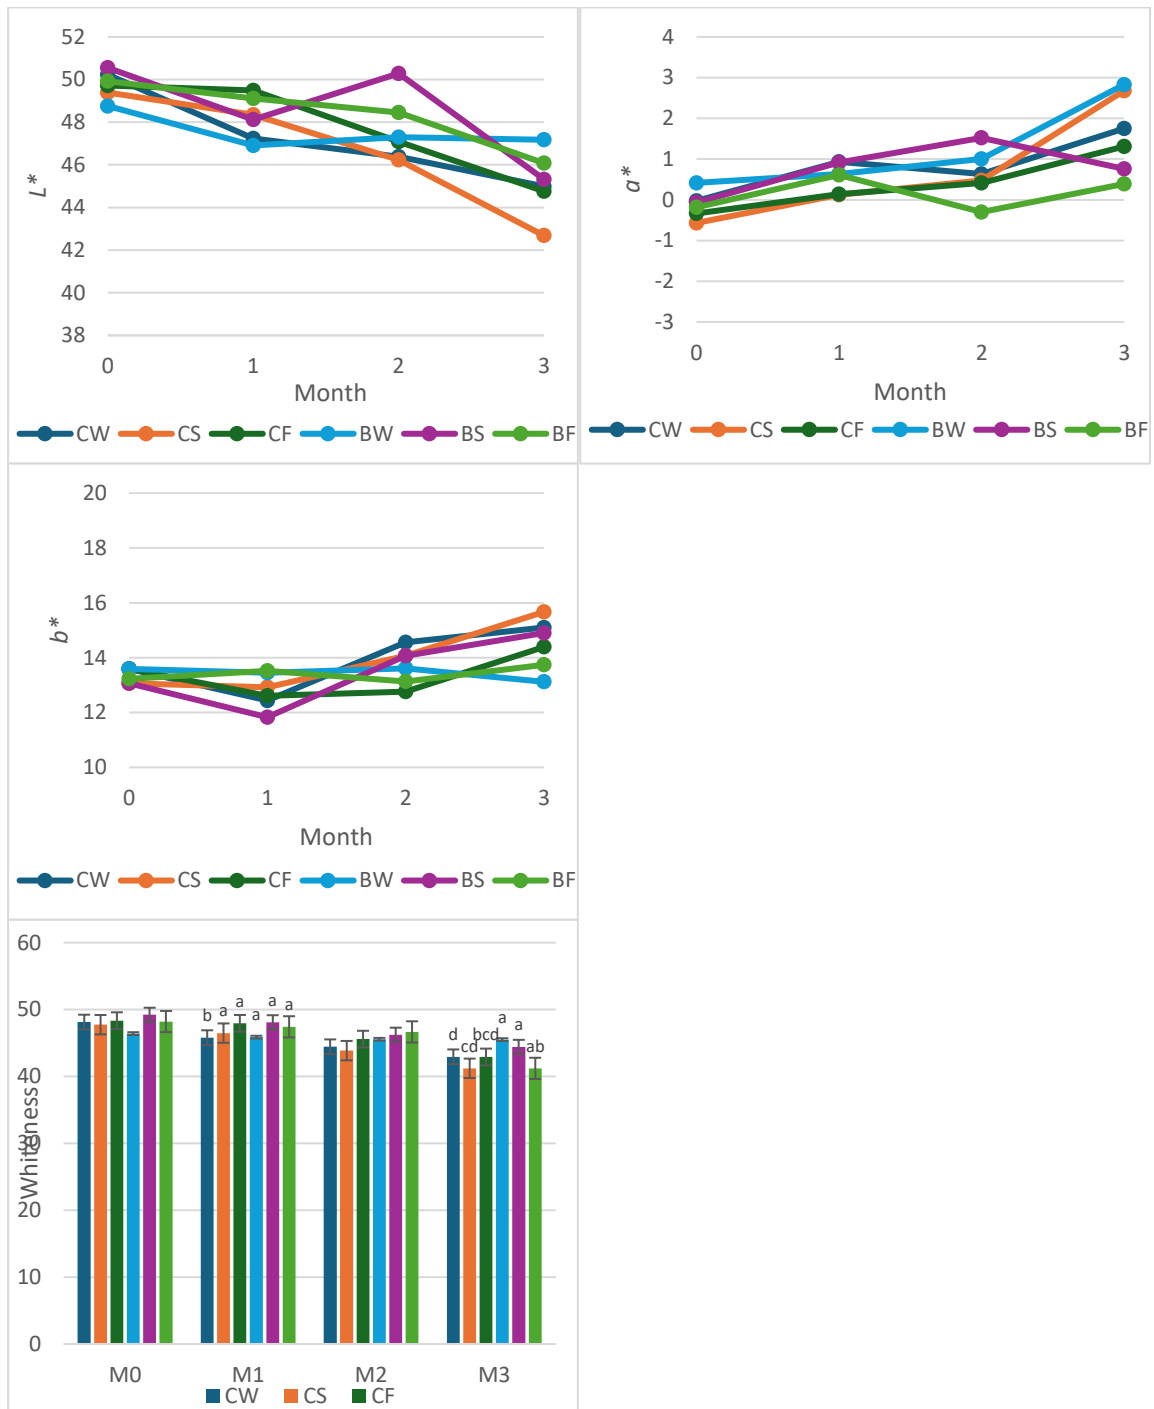 52
50
48
46
44
42
40
38
L*
0 1 2 3
Month
CW CS CF BW BS BF
4
3
2
1
0
-1
-2
-3
a*
0 1 2 3
Month
CW CS CF BW BS BF
20
18
16
14
12
10
b*
0 1 2 3
Month
CW CS CF BW BS BF
60
50
40
30
20
10
0
Whiteness
b a a a a a
d cd bcd a a ab
M0 M1 M2 M3
CW CS CF